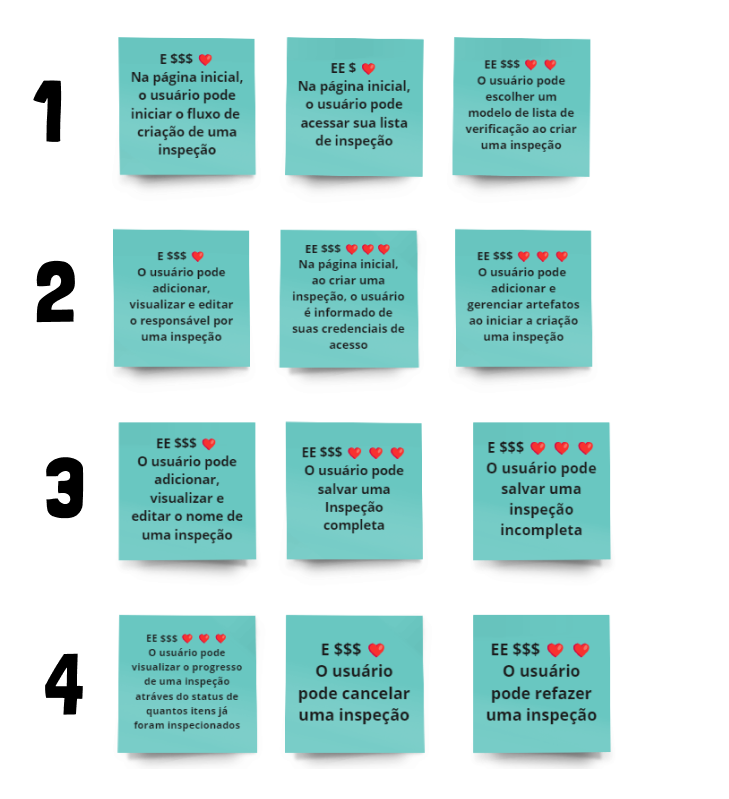 1
E $$$ ❤️
Na página inicial,
o usuário pode
iniciar o fluxo de
criação de uma
inspeção
EE $ ❤️
Na página inicial,
o usuário pode
acessar sua lista
de inspeção
EE $$$ ❤️ ❤️
O usuário pode
escolher um
modelo de lista de
verificação ao criar
uma inspeção
2
E $$$ ❤️
O usuário pode
adicionar,
visualizar e editar
o responsável por
uma inspeção
EE $$$ ❤️ ❤️ ❤️
Na página inicial,
ao criar uma
inspeção, o usuário
é informado de
suas credenciais de
acesso
EE $$$ ❤️ ❤️ ❤️
O usuário pode
adicionar e
gerenciar artefatos
ao iniciar a criação
uma inspeção
3
EE $$$ ❤️
O usuário pode
adicionar,
visualizar e
editar o nome de
uma inspeção
EE $$$ ❤️ ❤️ ❤️
O usuário pode
salvar uma
Inspeção
completa
E $$$ ❤️ ❤️ ❤️
O usuário pode
salvar uma
inspeção
incompleta
4
EE $$$ ❤️ ❤️ ❤️
O usuário pode
visualizar o progresso
de uma inspeção
atráves do status de
quantos itens já
foram inspecionados
E $$$ ❤️
O usuário
pode cancelar
uma inspeção
EE $$$ ❤️ ❤️
O usuário
pode refazer
uma inspeção